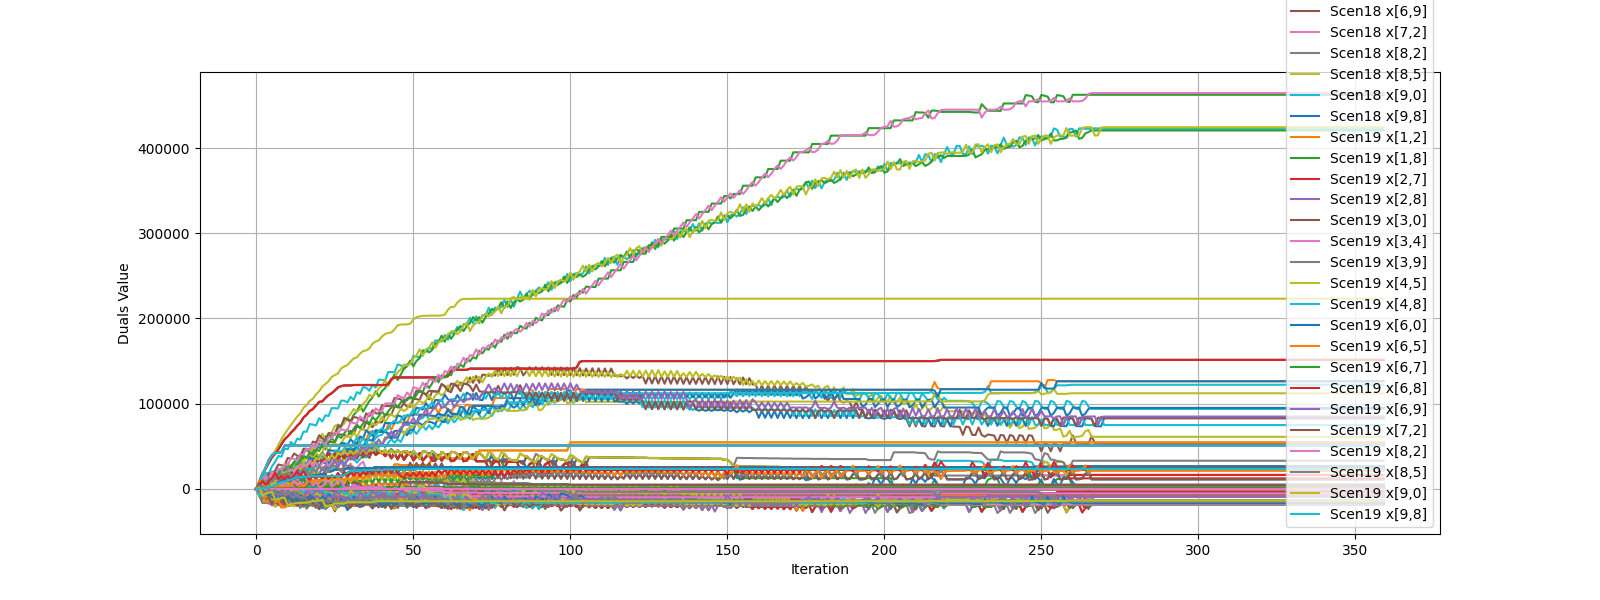 Scen18 x[6,9]
Scen18 x[7,2]
Scen18 x[8,2]
Scen18 x[8,5]
Scen18 x[9,0]
Scen18 x[9,8]
Scen19 x[1,2]
Scen19 x[1,8]
Scen19 x[2,7]
Scen19 x[2,8]
Scen19 x[3,0]
Scen19 x[3,4]
Scen19 x[3,9]
Scen19 x[4,5]
Scen19 x[4,8]
Scen19 x[6,0]
Scen19 x[6,5]
Scen19 x[6,7]
Scen19 x[6,8]
Scen19 x[6,9]
Scen19 x[7,2]
Scen19 x[8,2]
Scen19 x[8,5]
Scen19 x[9,0]
Scen19 x[9,8]
400000
300000
200000
100000
0
Duals Value
0 50 100 150 200 250 300 350
Iteration